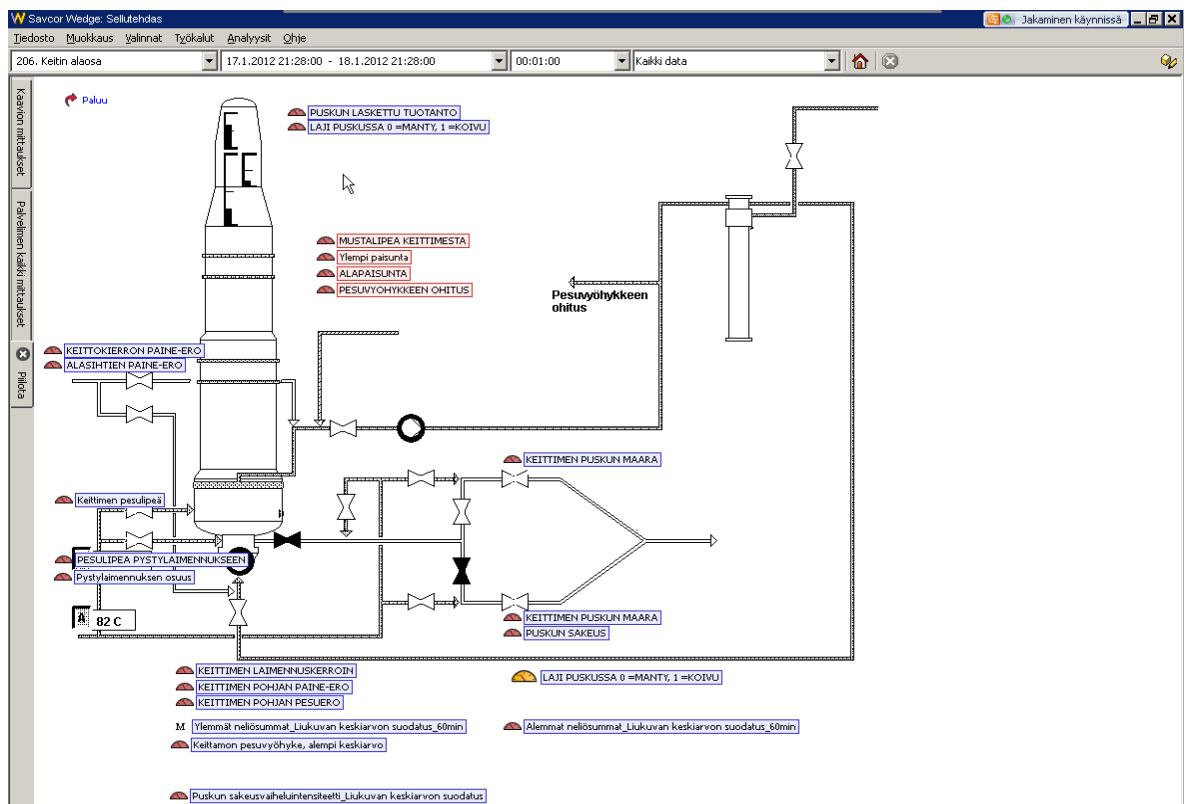 Savcor Wedge: Sellutehdas
Jakaminen käynnissä
Tiedosto Muokkaus Valinnat Työkalut Analyysit Ohje
206. Keitin alaosa
17.1.2012 21:28:00 - 18.1.2012 21:28:00
00:01:00
Kaikki data
Kaavion mittaukset
Palvelimen kaikki mittaukset
Piilota
Paluu
PUSKUN LASKETTU TUOTANTO
LAJI PUSKUSSA 0 =MANTY, 1 =KOIVU
MUSTALIPEA KEITTIMESTA
Ylempi paisunta
ALAPAISUNTA
PESUVYOHYKKEEN OHITUS
Pesuvyöhykkeen
ohitus
KEITTOKIERRON PAINE-ERO
ALASIHTIEN PAINE-ERO
KEITTIMEN PUSKUN MAARA
Keittimen pesulipeä
PESULIPEA PYSTYLAIMENNUKSEEN
Pystylaimennuksen osuus
A 82 C
KEITTIMEN PUSKUN MAARA
PUSKUN SAKEUS
KEITTIMEN LAIMENNUSKERROIN
KEITTIMEN POHJAN PAINE-ERO
KEITTIMEN POHJAN PESUERO
LAJI PUSKUSSA 0 =MANTY, 1 =KOIVU
M Ylemmät neliösummat_Liukuvan keskiarvon suodatus_60min
Alemmat neliösummat_Liukuvan keskiarvon suodatus_60min
Keittamon pesuvyöhyke, alempi keskiarvo
Puskun sakeusvaiheluintensiteetti_Liukuvan keskiarvon suodatus